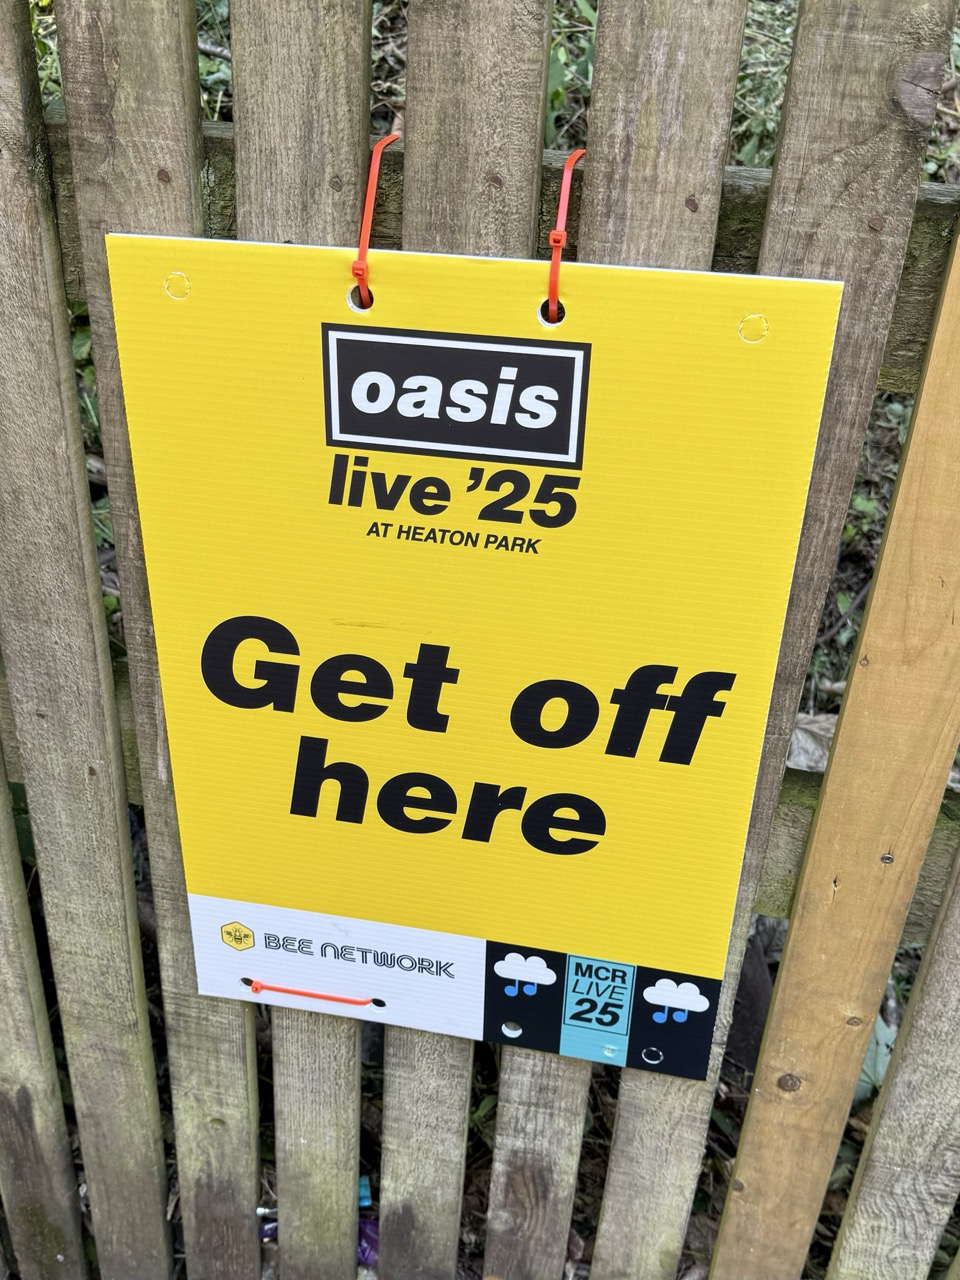 oasis
live '25
AT HEATON PARK
Get off
here
BEE NETWORK
MCR
LIVE
25